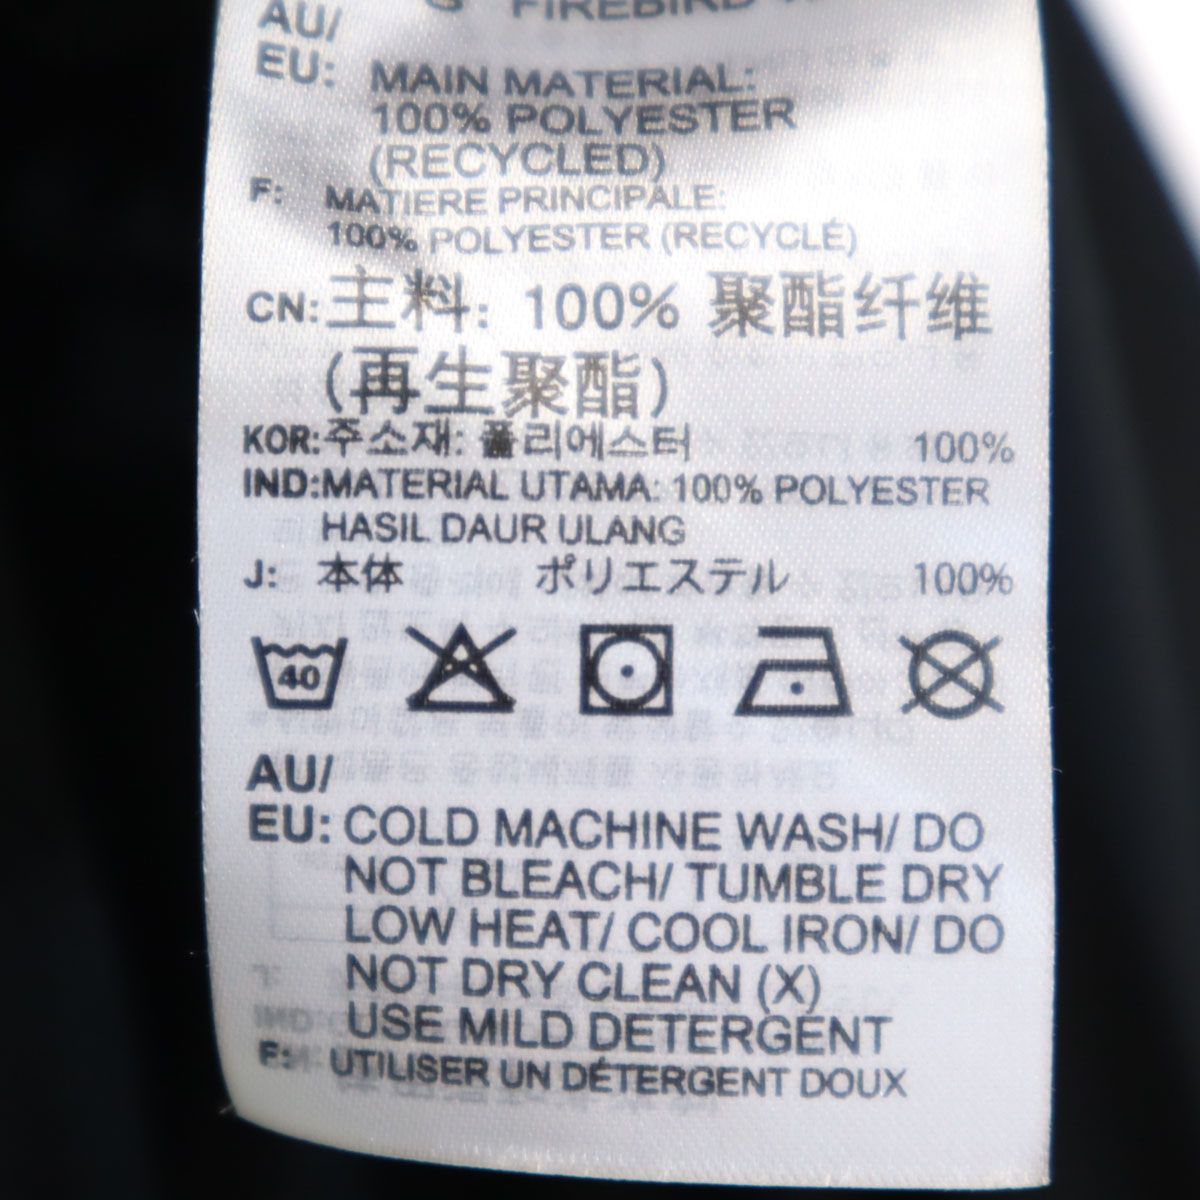 FIREBIRD
AU/
EU: MAIN MATERIAL:
100% POLYESTER
(RECYCLED)
F: MATIERE PRINCIPALE:
100% POLYESTER (RECYCLÉ)
CN: 主料: 100% 聚酯纤维
(再生聚酯)
KOR: 주소재: 폴리에스터 100%
IND: MATERIAL UTAMA: 100% POLYESTER
HASIL DAUR ULANG
J: 本体 ポリエステル 100%
40
AU/
EU: COLD MACHINE WASH/ DO
NOT BLEACH/ TUMBLE DRY
LOW HEAT/ COOL IRON/ DO
NOT DRY CLEAN (X)
USE MILD DETERGENT
F: UTILISER UN DÉTERGENT DOUX